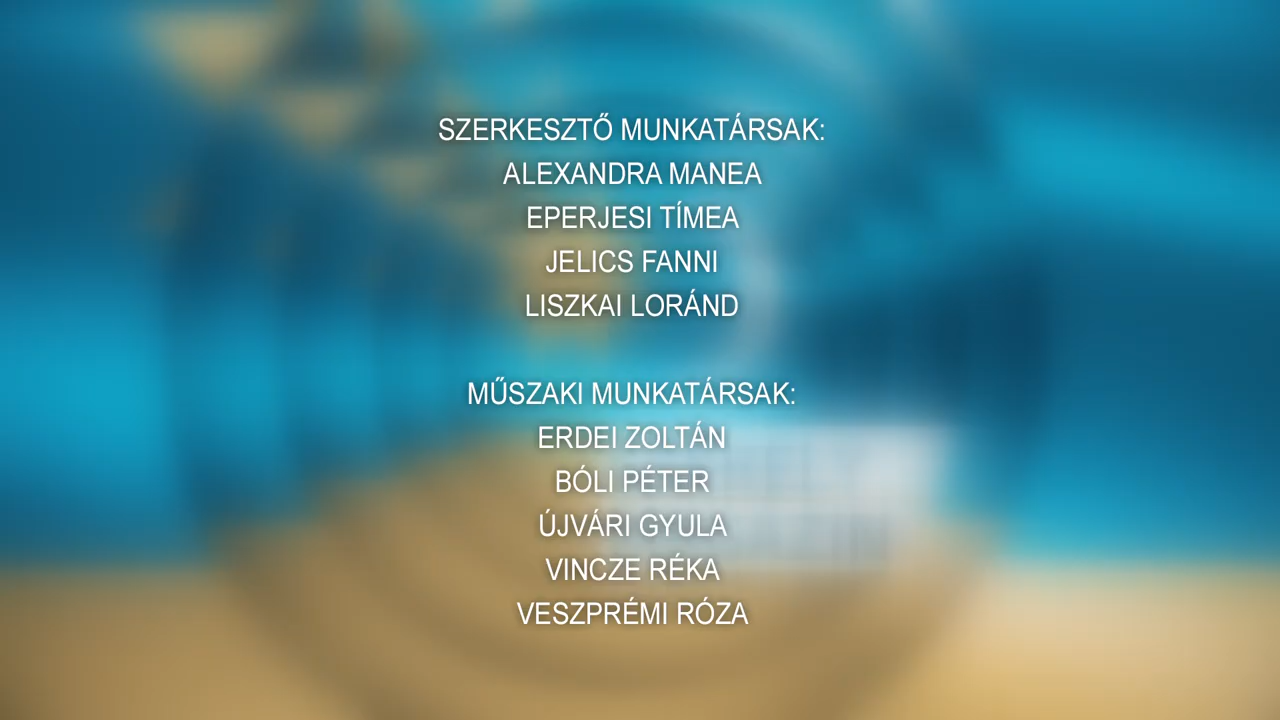 SZERKESZTŐ MUNKATÁRSAK:
ALEXANDRA MANEA
EPERJESI TÍMEA
JELICS FANNI
LISZKAI LORÁND
MŰSZAKI MUNKATÁRSAK:
ERDEI ZOLTÁN
BÓLI PÉTER
ÚJVÁRI GYULA
VINCZE RÉKA
VESZPRÉMI RÓZA